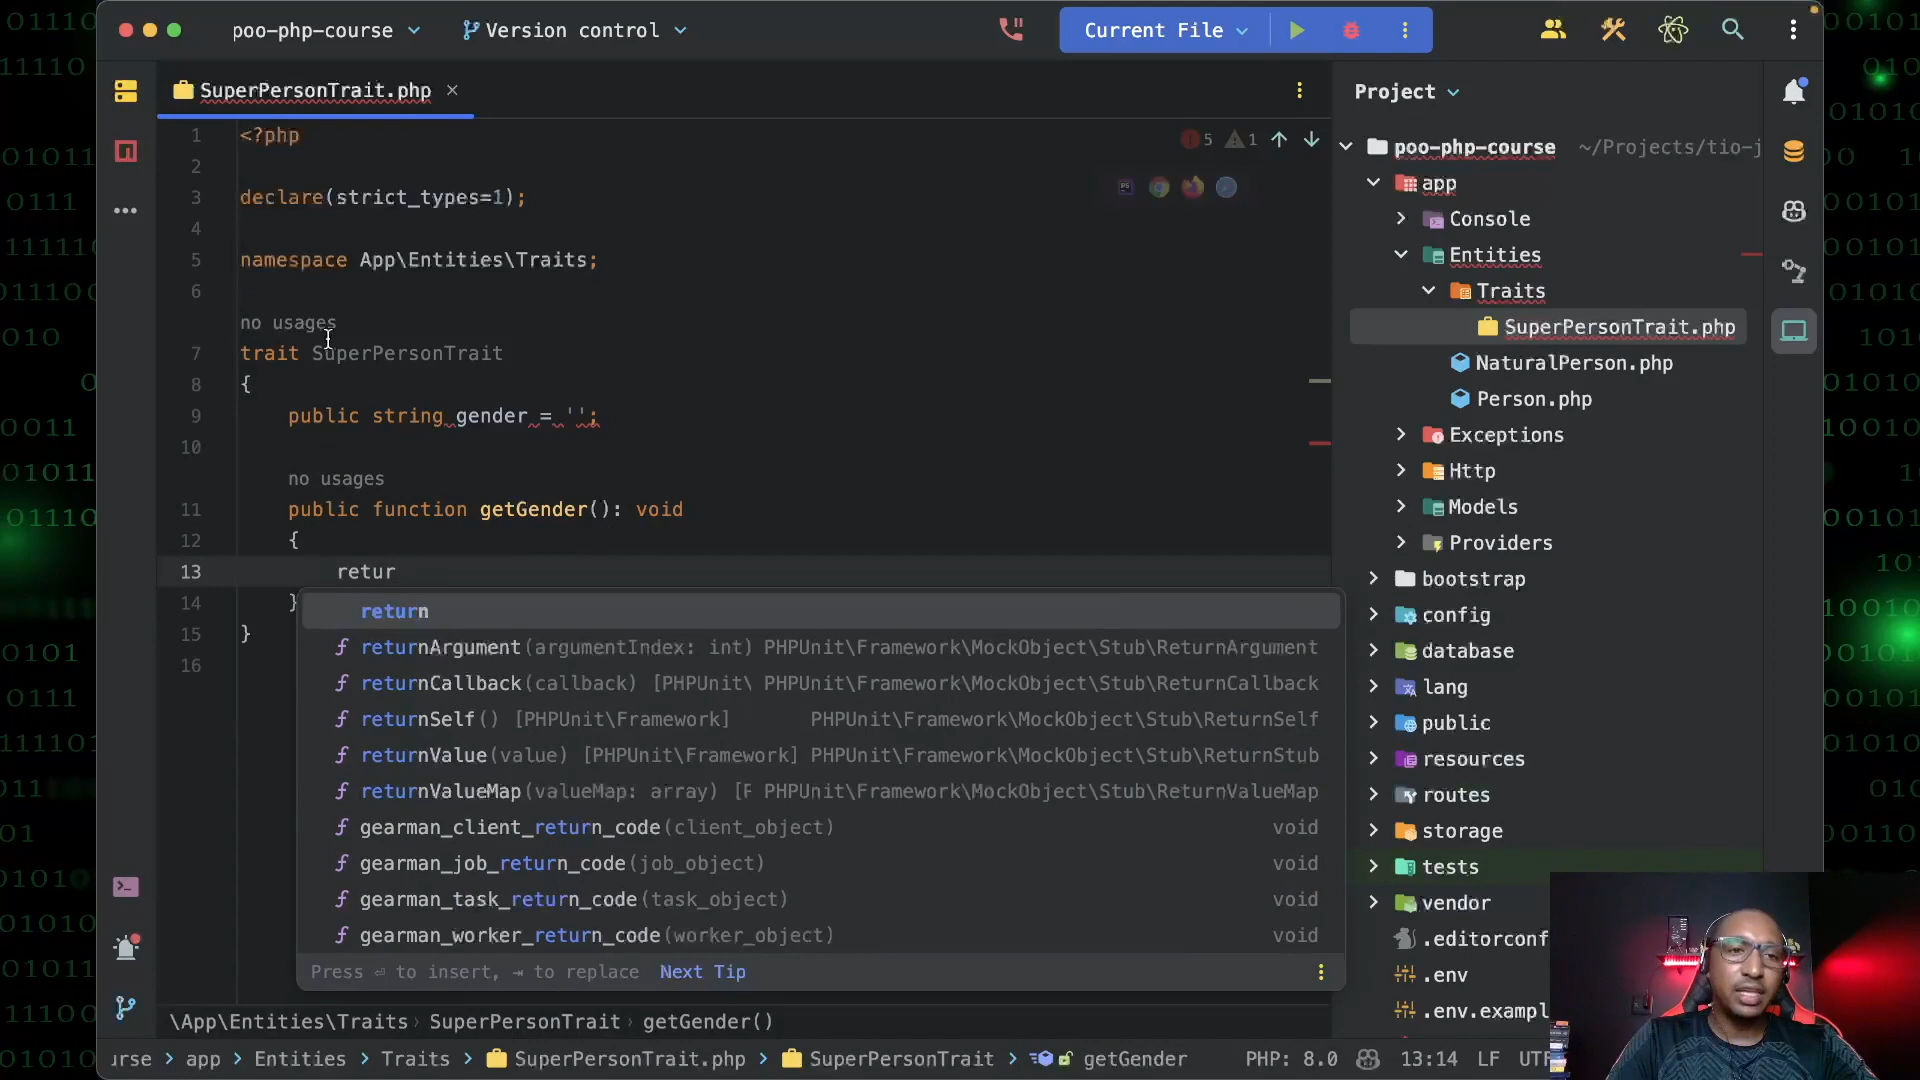 poo-php-course
Version control
Current File
SuperPersonTrait.php
Project
5 1
1 <?php
2
3 declare(strict_types=1);
4
5 namespace App\Entities\Traits;
6
no usages
7 trait SuperPersonTrait
8 {
9 public string gender = '';
10
no usages
11 public function getGender(): void
12 {
13 retur
14 }
15 }
16
return
f returnArgument(argumentIndex: int) PHPUnit\Framework\MockObject\Stub\ReturnArgument
f returnCallback(callback) [PHPUnit\ PHPUnit\Framework\MockObject\Stub\ReturnCallback
f returnSelf() [PHPUnit\Framework] PHPUnit\Framework\MockObject\Stub\ReturnSelf
f returnValue(value) [PHPUnit\Framework] PHPUnit\Framework\MockObject\Stub\ReturnStub
f returnValueMap(valueMap: array) [P PHPUnit\Framework\MockObject\Stub\ReturnValueMap
f gearman_client_return_code(client_object) void
f gearman_job_return_code(job_object) void
f gearman_task_return_code(task_object) void
f gearman_worker_return_code(worker_object) void
Press ⏎ to insert, ⇥ to replace Next Tip
poo-php-course ~/Projects/tio-j
app
Console
Entities
Traits
SuperPersonTrait.php
NaturalPerson.php
Person.php
Exceptions
Http
Models
Providers
bootstrap
config
database
lang
public
resources
routes
storage
tests
vendor
.editorconf
.env
.env.exampl
\App\Entities\Traits › SuperPersonTrait › getGender()
urse > app > Entities > Traits > SuperPersonTrait.php > SuperPersonTrait > getGender PHP: 8.0 13:14 LF UTF